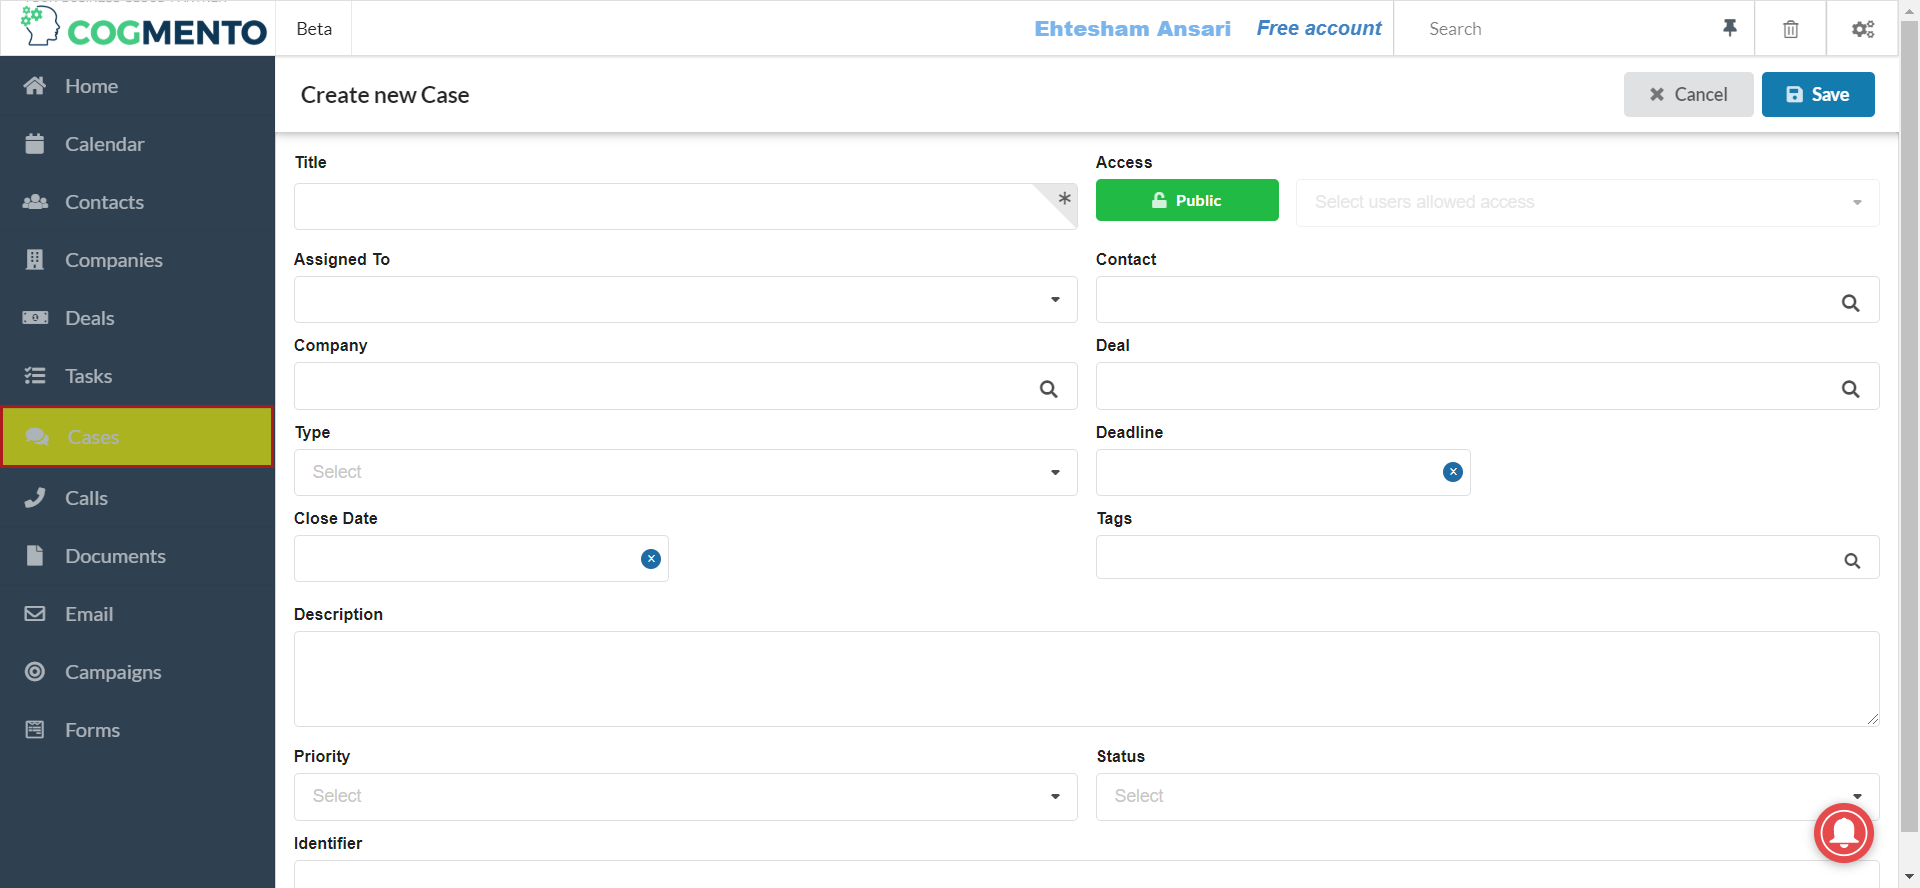 COGMENTO
Beta
Ehtesham Ansari
Free account
Search
Home
Calendar
Contacts
Companies
Deals
Tasks
Cases
Calls
Documents
Email
Campaigns
Forms
Create new Case
Cancel
Save
Title
*
Access
Public
Select users allowed access
Assigned To
Contact
Company
Deal
Type
Select
Deadline
Close Date
Tags
Description
Priority
Select
Status
Select
Identifier